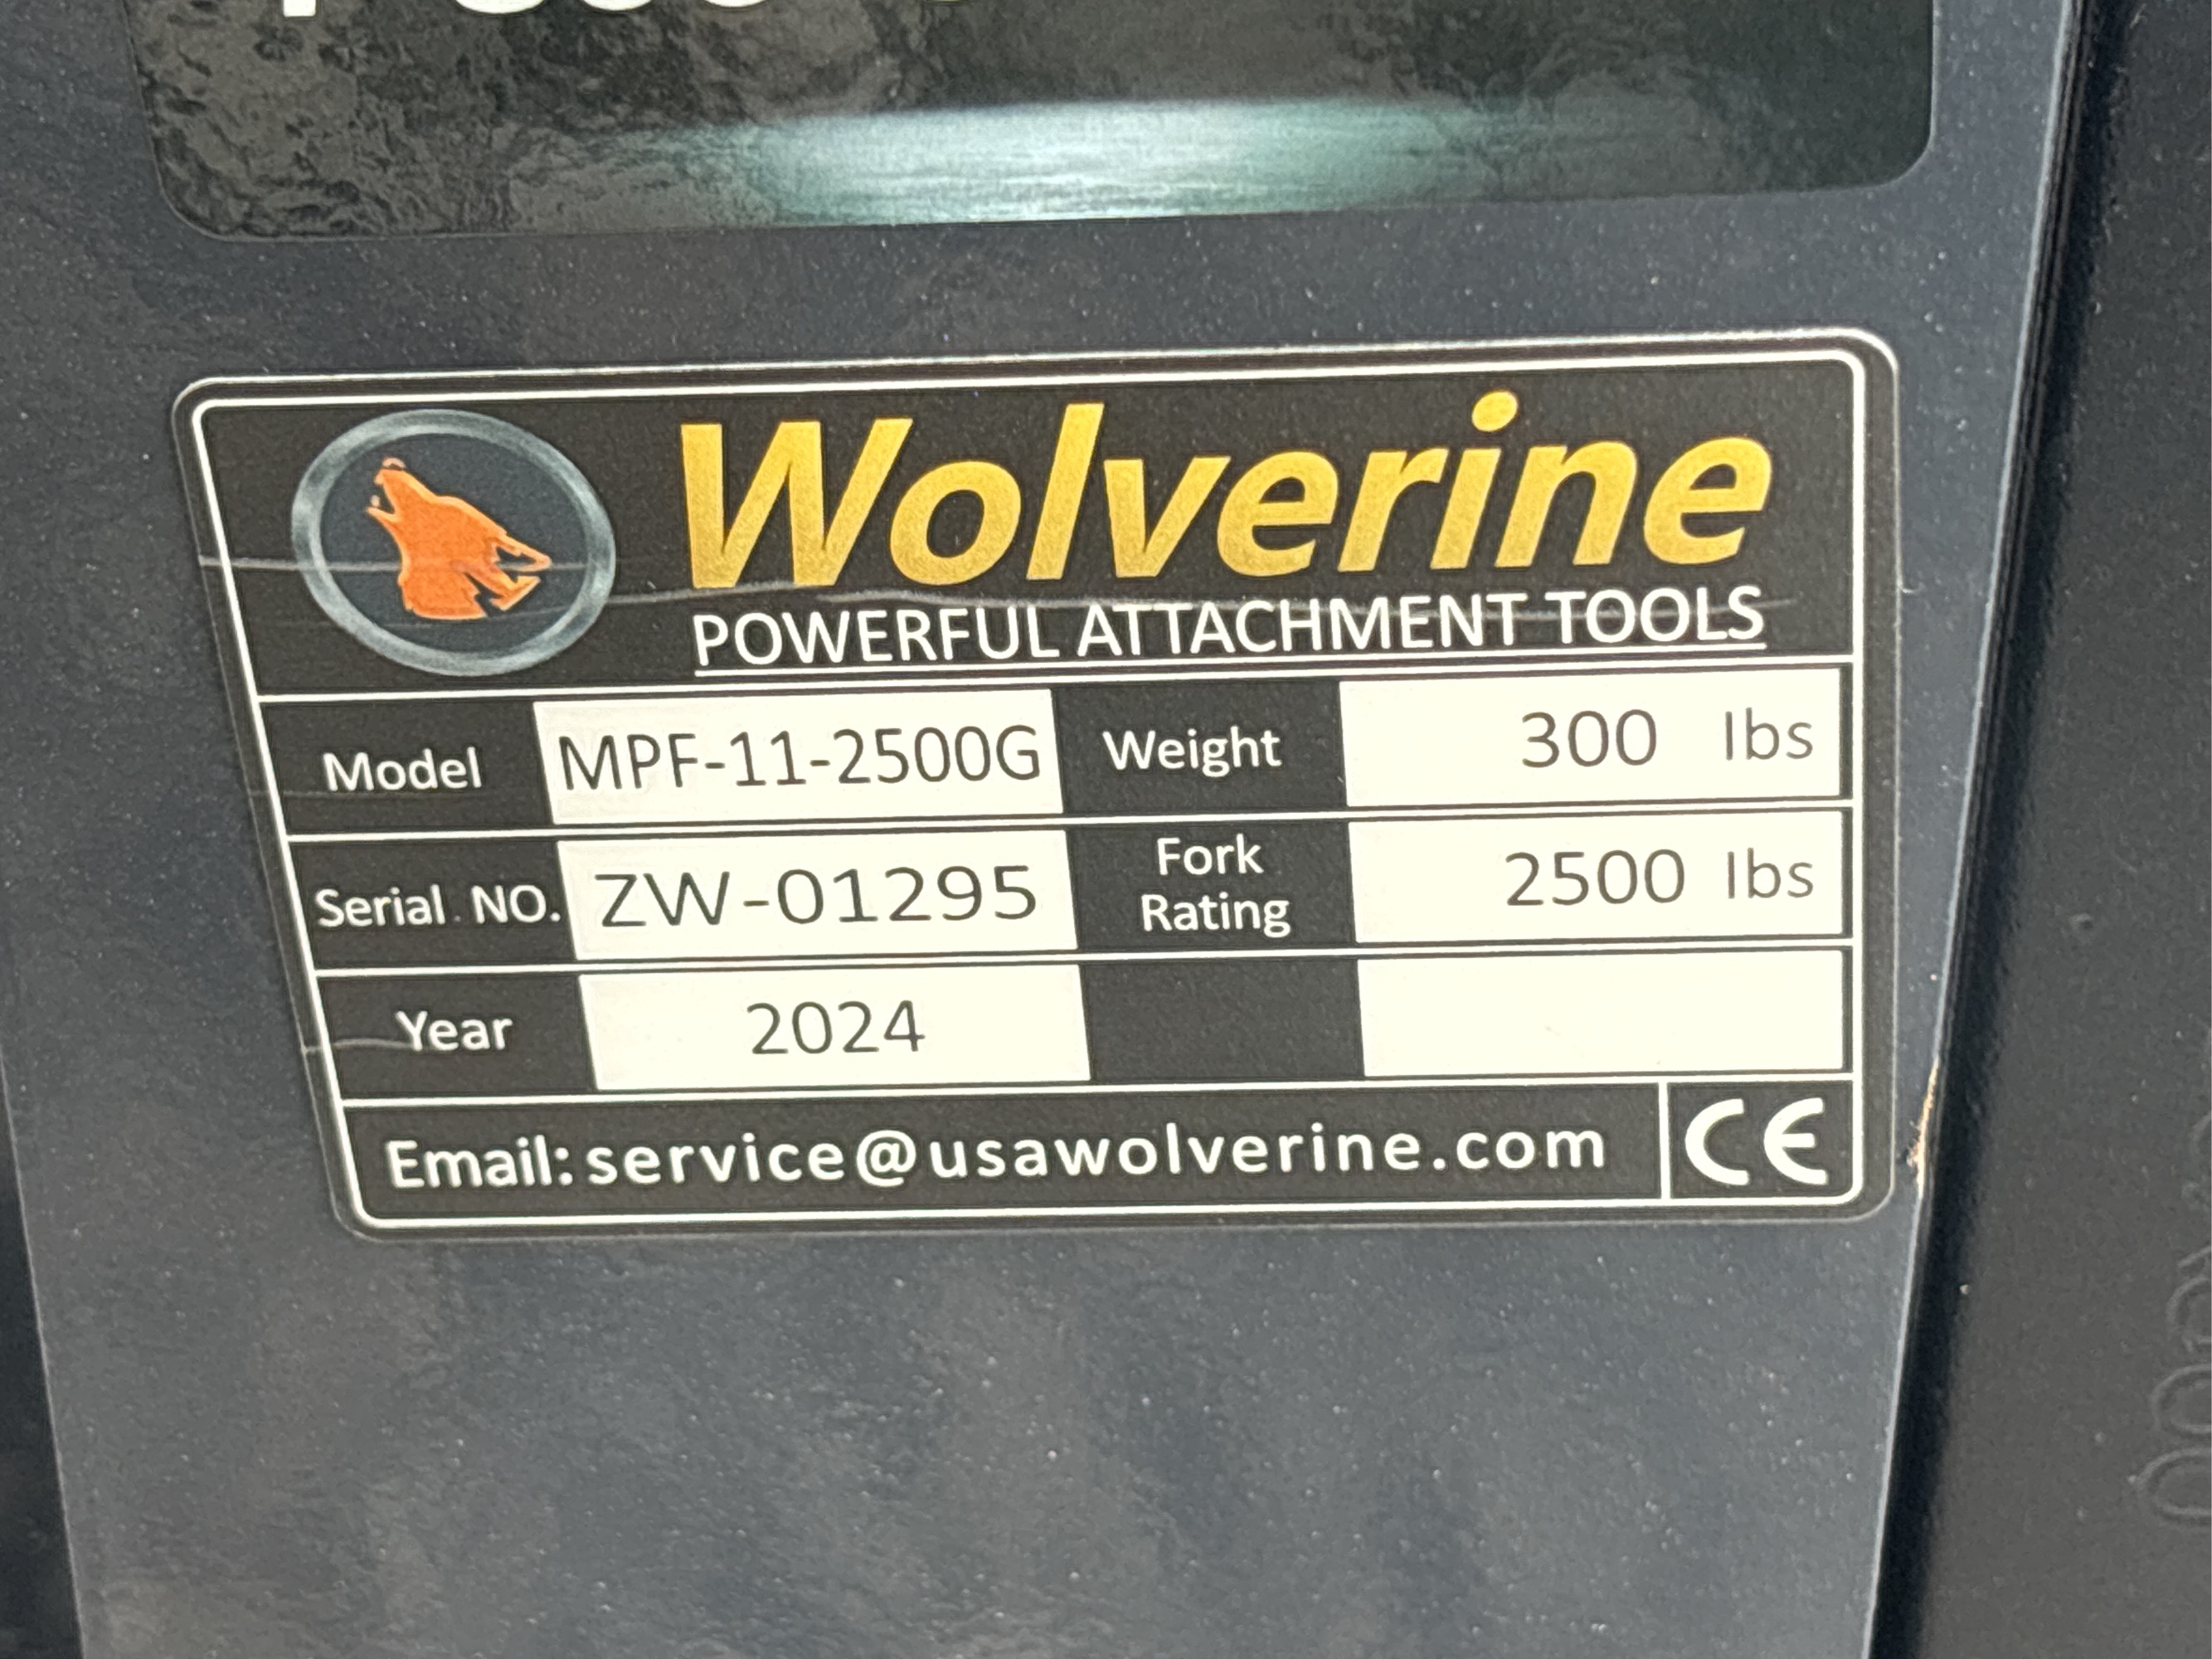 Wolverine
POWERFUL ATTACHMENT TOOLS
Model MPF-11-2500G Weight 300 lbs
Serial NO. ZW-01295 Fork Rating 2500 lbs
Year 2024
Email: service@usawolverine.com CE